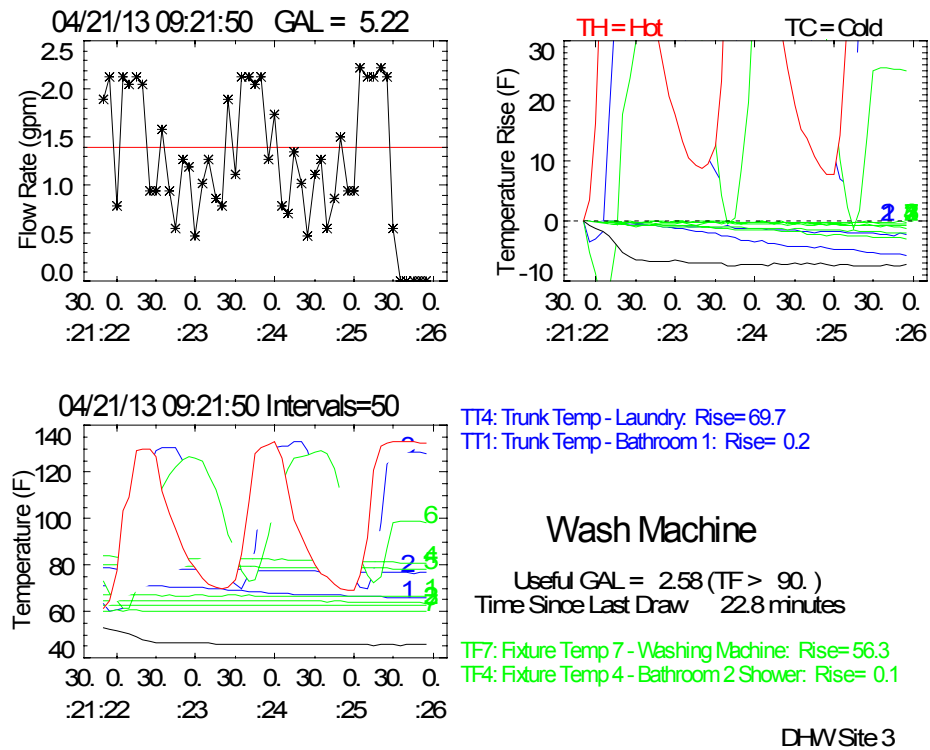 04/21/13 09:21:50 GAL = 5.22
2.5
2.0
1.5
1.0
0.5
0.0
Flow Rate (gpm)
30. 0. 30. 0. 30. 0. 30. 0. 30. 0.
:21:22 :23 :24 :25 :26
TH = Hot TC = Cold
30
20
10
0
-10
Temperature Rise (F)
30. 0. 30. 0. 30. 0. 30. 0. 30. 0.
:21:22 :23 :24 :25 :26
04/21/13 09:21:50 Intervals=50
140
120
100
80
60
40
Temperature (F)
6
2
1
30. 0. 30. 0. 30. 0. 30. 0. 30. 0.
:21:22 :23 :24 :25 :26
TT4: Trunk Temp - Laundry: Rise= 69.7
TT1: Trunk Temp - Bathroom 1: Rise= 0.2
Wash Machine
Useful GAL = 2.58 (TF > 90. )
Time Since Last Draw 22.8 minutes
TF7: Fixture Temp 7 - Washing Machine: Rise= 56.3
TF4: Fixture Temp 4 - Bathroom 2 Shower: Rise= 0.1
DHW Site 3